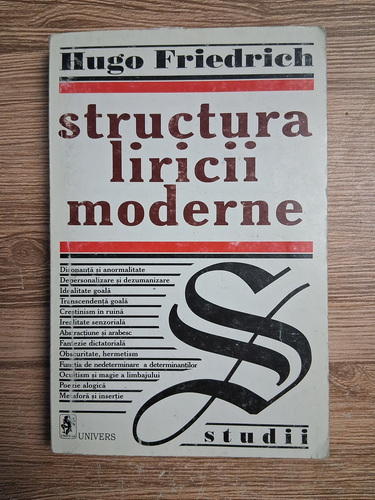 Hugo Friedrich
structura
liricii
moderne
Disonanță și anormalitate
Depersonalizare și dezumanizare
Idealitate goală
Transcendență goală
Creștinism în ruină
Irealitate senzorială
Abstracțiune și arabesc
Fantezie dictatorială
Obscuritate, hermetism
Funcția de nedeterminare a determinanților
Ocultism și magie a limbajului
Poezie alogică
Metaforă și inserție
S
studii
UNIVERS